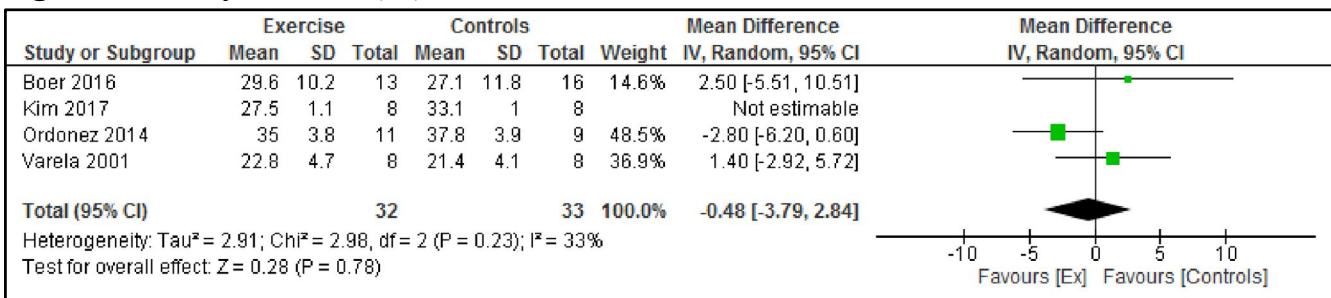 Exercise Controls Mean Difference Mean Difference
Study or Subgroup Mean SD Total Mean SD Total Weight IV, Random, 95% CI IV, Random, 95% CI
Boer 2016 29.6 10.2 13 27.1 11.8 16 14.6% 2.50 [-5.51, 10.51]
Kim 2017 27.5 1.1 8 33.1 1 8 Not estimable
Ordonez 2014 35 3.8 11 37.8 3.9 9 48.5% -2.80 [-6.20, 0.60]
Varela 2001 22.8 4.7 8 21.4 4.1 8 36.9% 1.40 [-2.92, 5.72]
Total (95% CI) 32 33 100.0% -0.48 [-3.79, 2.84]
Heterogeneity: Tau² = 2.91; Chi² = 2.98, df = 2 (P = 0.23); I² = 33%
Test for overall effect: Z = 0.28 (P = 0.78)
-10 -5 0 5 10
Favours [Ex] Favours [Controls]